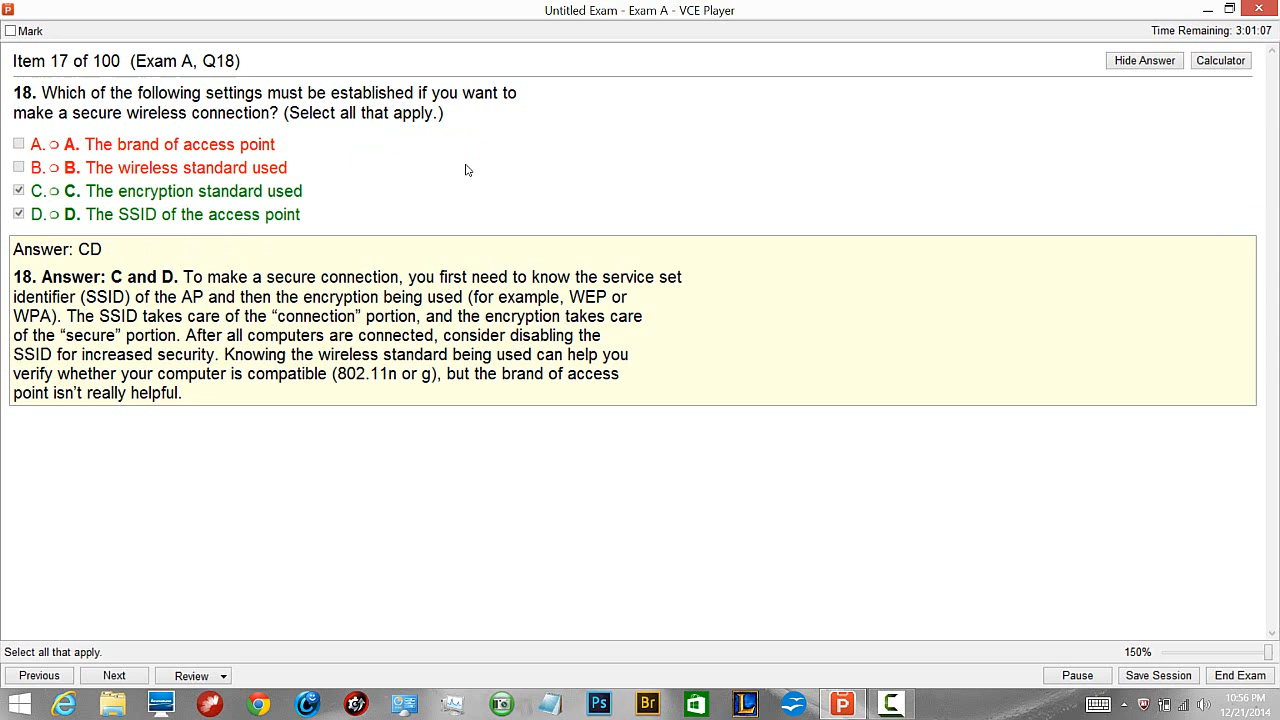 Untitled Exam - Exam A - VCE Player
Mark
Time Remaining: 3:01:07
Item 17 of 100 (Exam A, Q18)
Hide Answer
Calculator
18. Which of the following settings must be established if you want to
make a secure wireless connection? (Select all that apply.)
A. A. The brand of access point
B. B. The wireless standard used
C. C. The encryption standard used
D. D. The SSID of the access point
Answer: CD
18. Answer: C and D. To make a secure connection, you first need to know the service set
identifier (SSID) of the AP and then the encryption being used (for example, WEP or
WPA). The SSID takes care of the “connection” portion, and the encryption takes care
of the “secure” portion. After all computers are connected, consider disabling the
SSID for increased security. Knowing the wireless standard being used can help you
verify whether your computer is compatible (802.11n or g), but the brand of access
point isn’t really helpful.
Select all that apply.
150%
Previous
Next
Review
Pause
Save Session
End Exam
Ps
Br
10:56 PM
12/21/2014